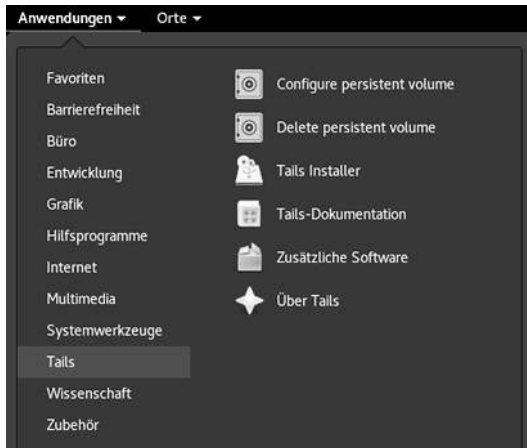 Anwendungen Orte
Favoriten
Barrierefreiheit
Büro
Entwicklung
Grafik
Hilfsprogramme
Internet
Multimedia
Systemwerkzeuge
Tails
Wissenschaft
Zubehör
Configure persistent volume
Delete persistent volume
Tails Installer
Tails-Dokumentation
Zusätzliche Software
Über Tails